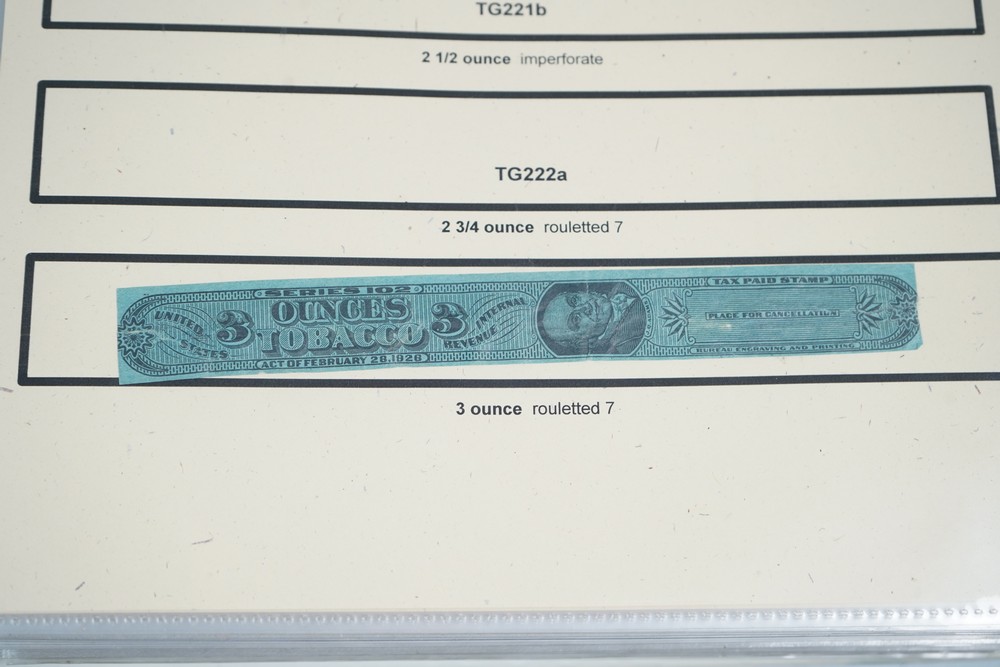 TG221b
2 1/2 ounce imperforate
TG222a
2 3/4 ounce rouletted 7
SERIES 102
UNITED STATES
3
OUNCES
TOBACCO
3
INTERNAL REVENUE
ACT OF FEBRUARY 26, 1926
TAX PAID STAMP
PLACE FOR CANCELLATION
BUREAU ENGRAVING AND PRINTING
3 ounce rouletted 7